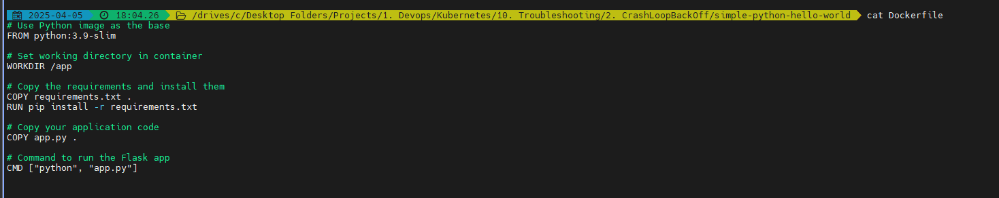 2025-04-05 18:04.26 /drives/c/Desktop Folders/Projects/1. Devops/Kubernetes/10. Troubleshooting/2. CrashLoopBackOff/simple-python-hello-world cat Dockerfile
# Use Python image as the base
FROM python:3.9-slim
# Set working directory in container
WORKDIR /app
# Copy the requirements and install them
COPY requirements.txt .
RUN pip install -r requirements.txt
# Copy your application code
COPY app.py .
# Command to run the Flask app
CMD ["python", "app.py"]